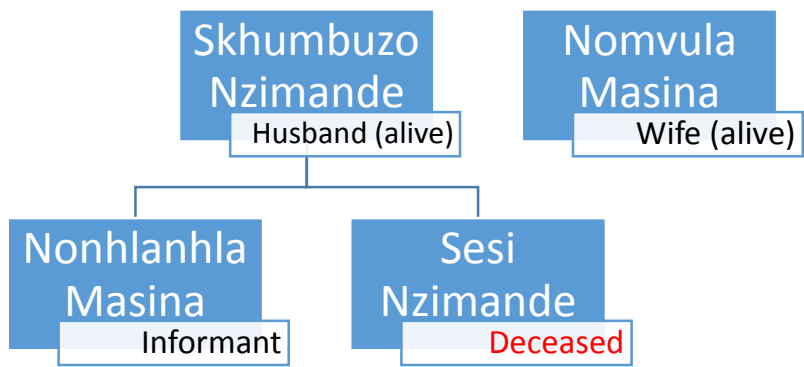 Skhumbuzo
Nzimande
Husband (alive)
Nomvula
Masina
Wife (alive)
Nonhlanhla
Masina
Informant
Sesi
Nzimande
Deceased